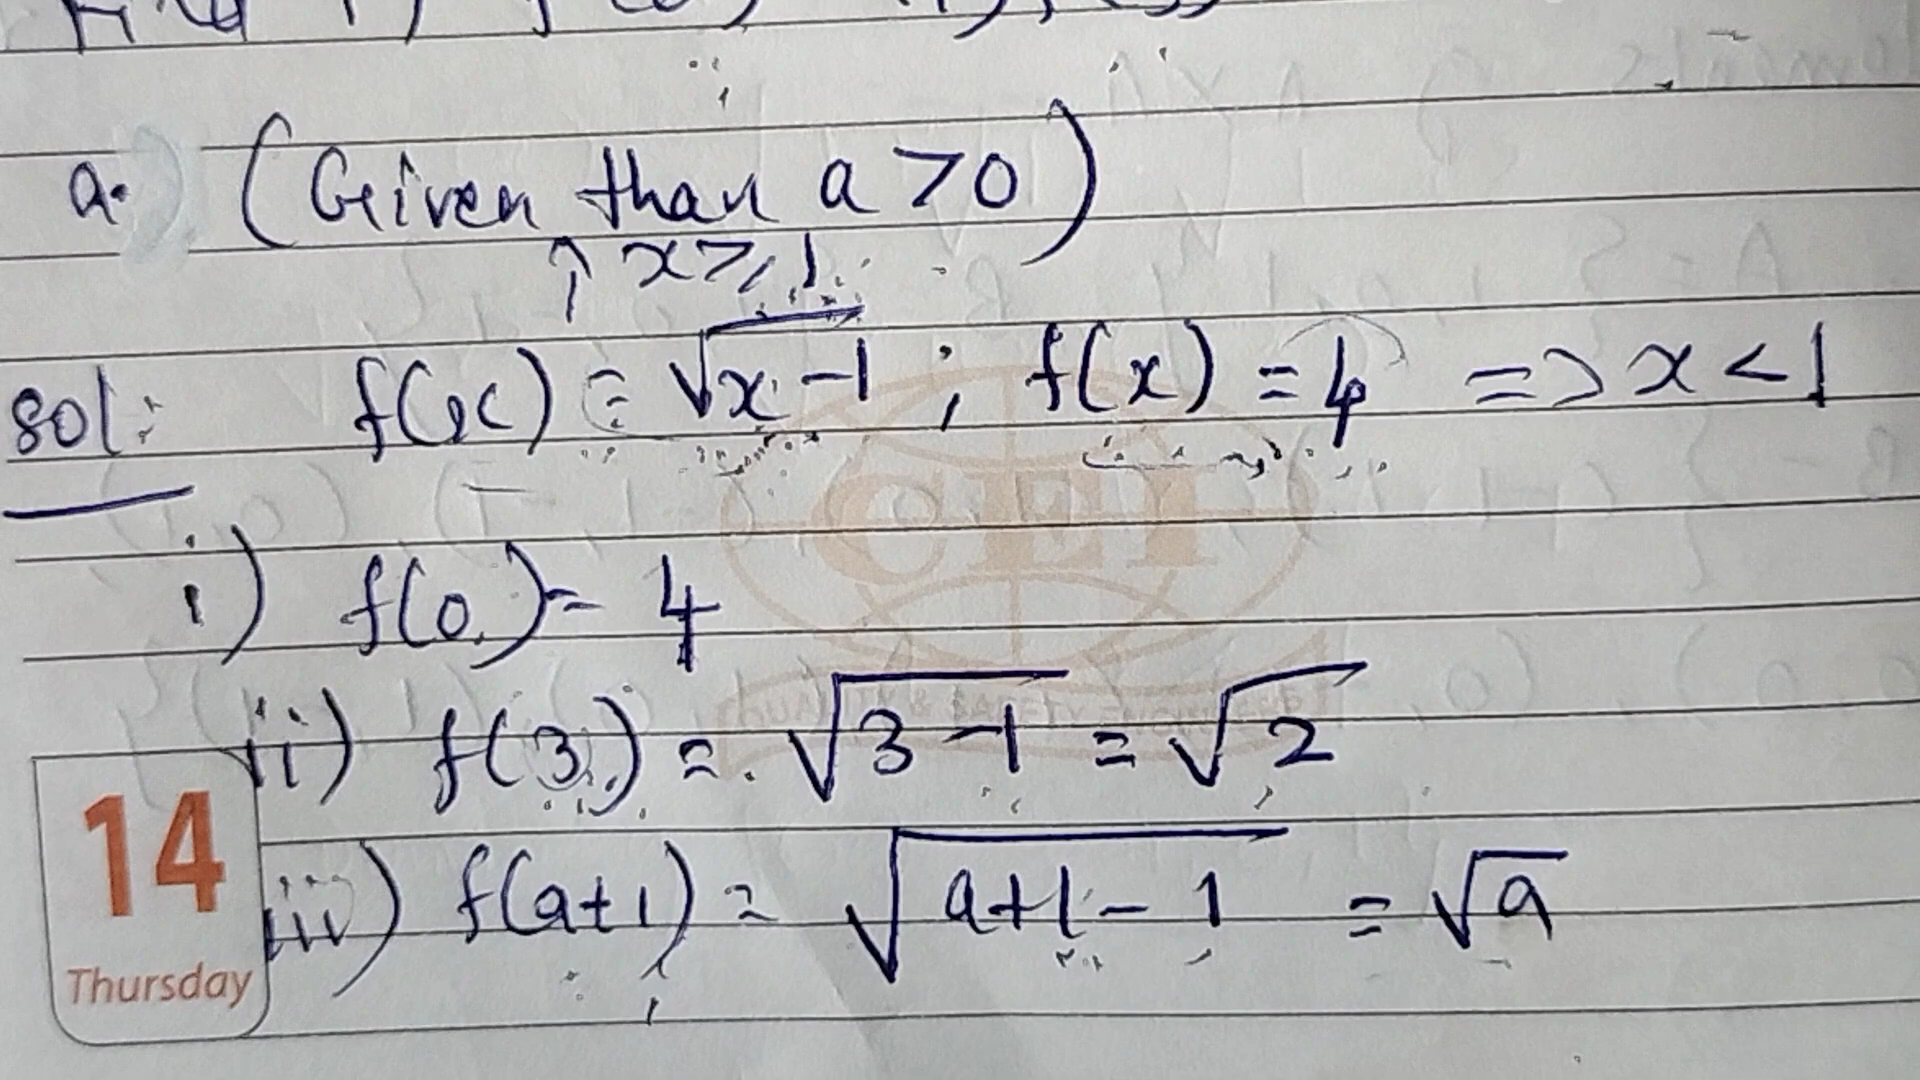 a. (Given than a > 0)
↑ x ≥ 1
sol: f(x) = √x-1 ; f(x) = 4 => x < 1
i) f(0) = 4
ii) f(3) = √3-1 = √2
iii) f(a+1) = √a+1-1 = √a
14
Thursday
CEI